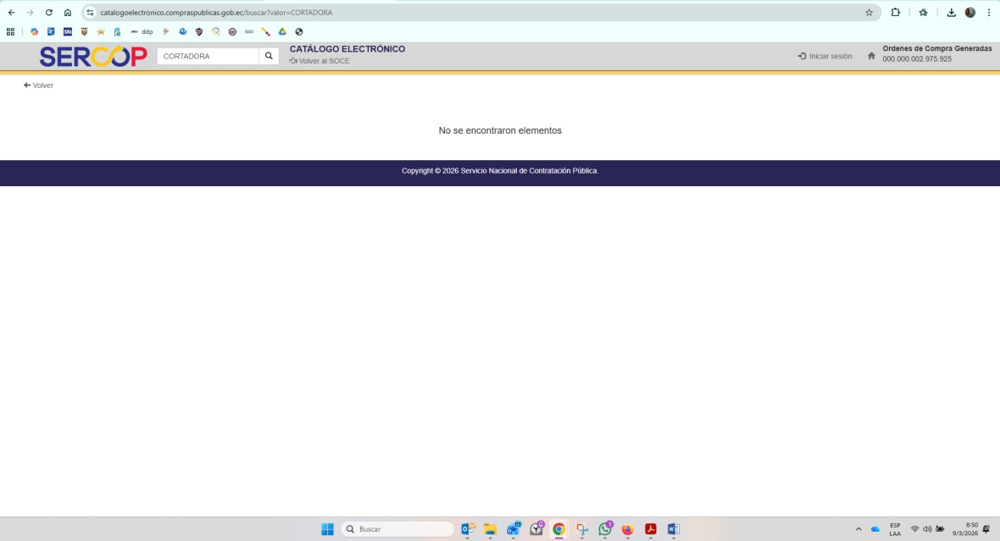 catalogoelectronico.compraspublicas.gob.ec/buscar?valor=CORTADORA
ddp
SERCOP
CORTADORA
CATÁLOGO ELECTRÓNICO
Volver al SOCE
Iniciar sesión
Ordenes de Compra Generadas
000.000.002.975.925
Volver
No se encontraron elementos
Copyright © 2026 Servicio Nacional de Contratación Pública.
Buscar
ESP
LAA
8:50
9/3/2026